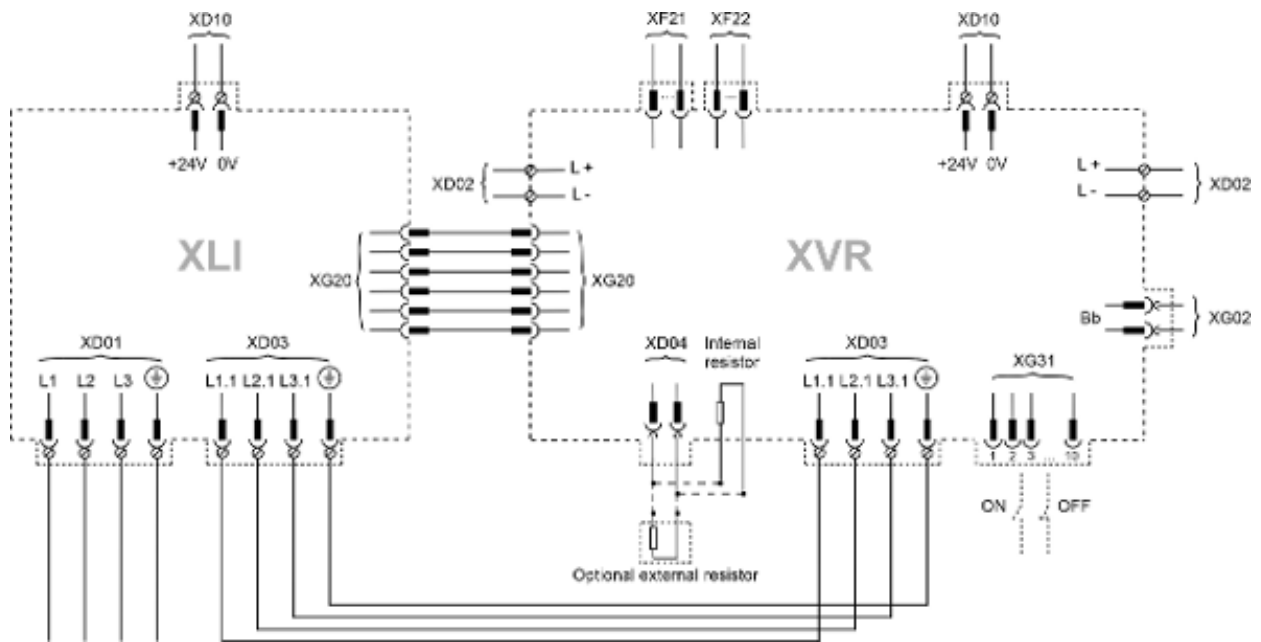 XD10 XF21 XF22 XD10
+24V 0V +24V 0V
XD02 L+ L+ XD02
L- L-
XLI XVR
XG20 XG20
Bb XG02
XD01 XD03 XD04 Internal resistor XD03 XG31
L1 L2 L3 L1.1 L2.1 L3.1 L1.1 L2.1 L3.1
1 2 3 ... 10
ON OFF
Optional external resistor